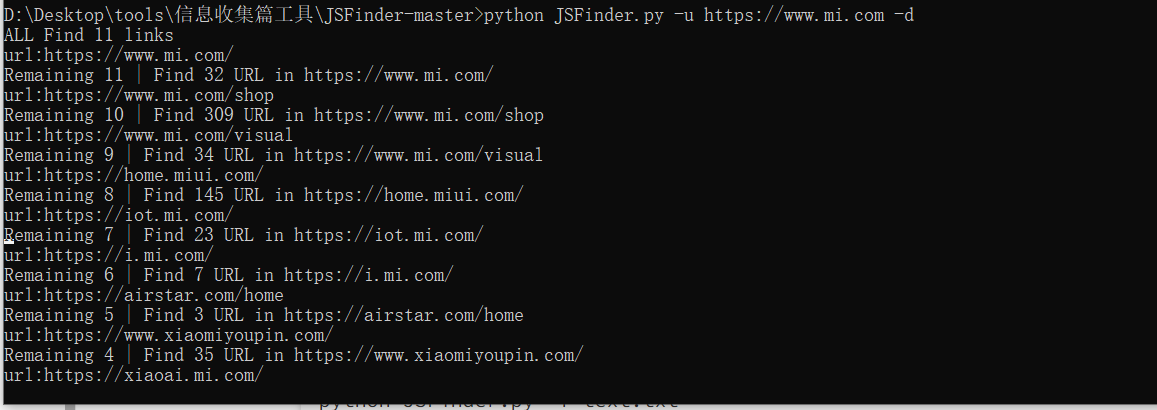 D:\Desktop\tools\信息收集篇工具\JSFinder-master>python JSFinder.py -u https://www.mi.com -d
ALL Find 11 links
url:https://www.mi.com/
Remaining 11 | Find 32 URL in https://www.mi.com/
url:https://www.mi.com/shop
Remaining 10 | Find 309 URL in https://www.mi.com/shop
url:https://www.mi.com/visual
Remaining 9 | Find 34 URL in https://www.mi.com/visual
url:https://home.miui.com/
Remaining 8 | Find 145 URL in https://home.miui.com/
url:https://iot.mi.com/
Remaining 7 | Find 23 URL in https://iot.mi.com/
url:https://i.mi.com/
Remaining 6 | Find 7 URL in https://i.mi.com/
url:https://airstar.com/home
Remaining 5 | Find 3 URL in https://airstar.com/home
url:https://www.xiaomiyoupin.com/
Remaining 4 | Find 35 URL in https://www.xiaomiyoupin.com/
url:https://xiaoai.mi.com/